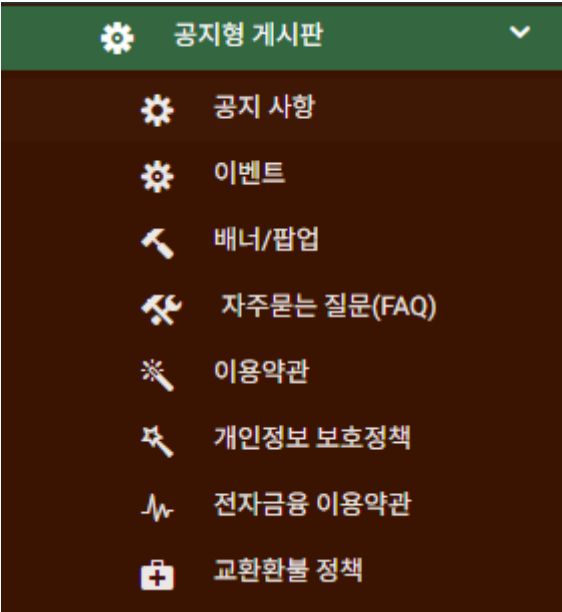 공지형 게시판
공지 사항
이벤트
배너/팝업
자주묻는 질문(FAQ)
이용약관
개인정보 보호정책
전자금융 이용약관
교환환불 정책